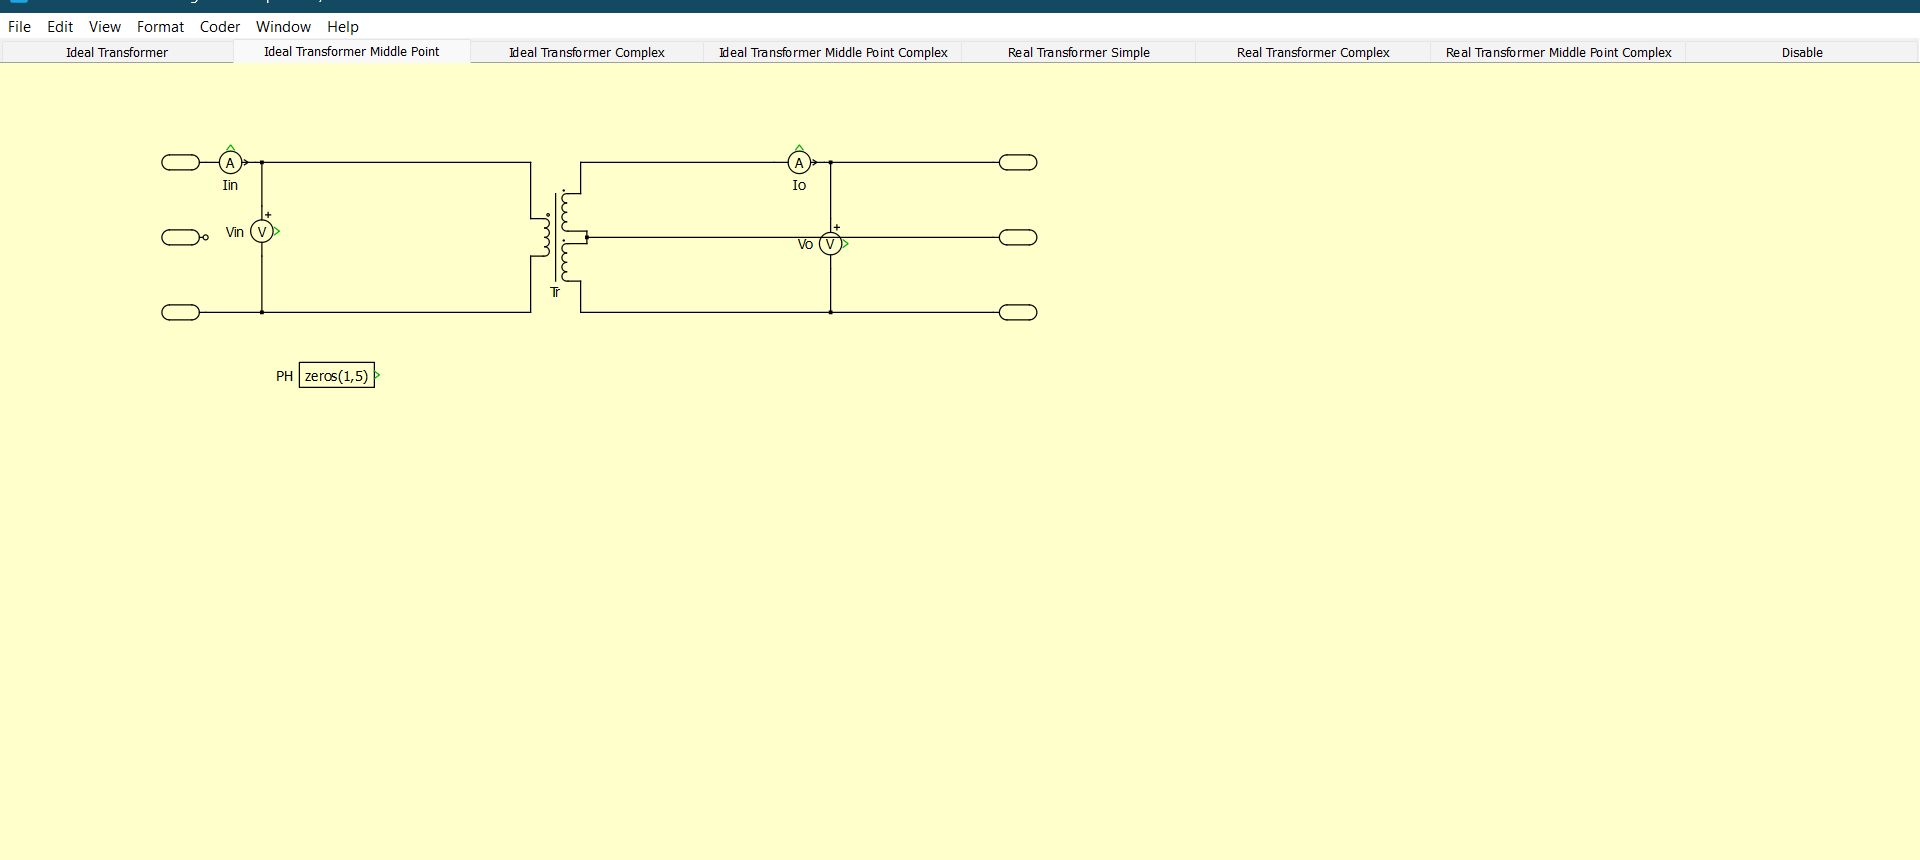 File Edit View Format Coder Window Help
Ideal Transformer Ideal Transformer Middle Point Ideal Transformer Complex Ideal Transformer Middle Point Complex Real Transformer Simple Real Transformer Complex Real Transformer Middle Point Complex Disable
A A
Iin Io
+
Vin V
+
Vo V
Tr
PH zeros(1,5)